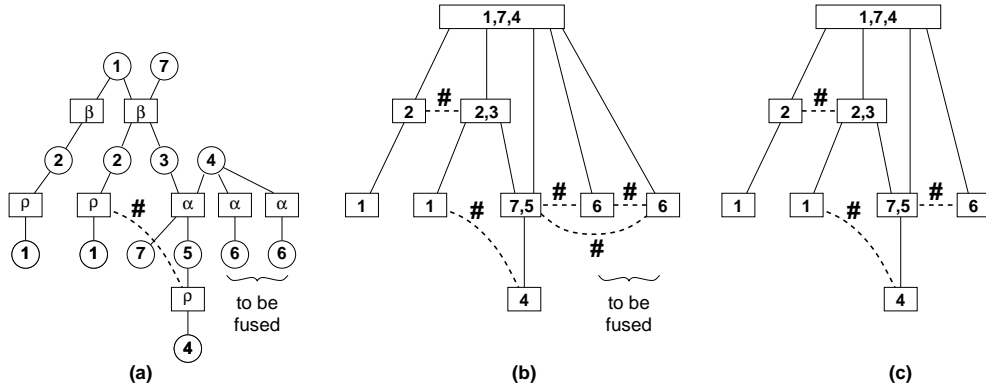 1,7,4
1,7,4
1 7
β β
# #
2 2,3 2 2,3
2 2 3 4
ρ ρ # α α α
1 1 # 7,5 # 6 # 6
1 1 # 7,5 # 6
#
1 1 7 5 6 6
ρ
4 4
to be
fused
to be
fused
4
(a) (b) (c)